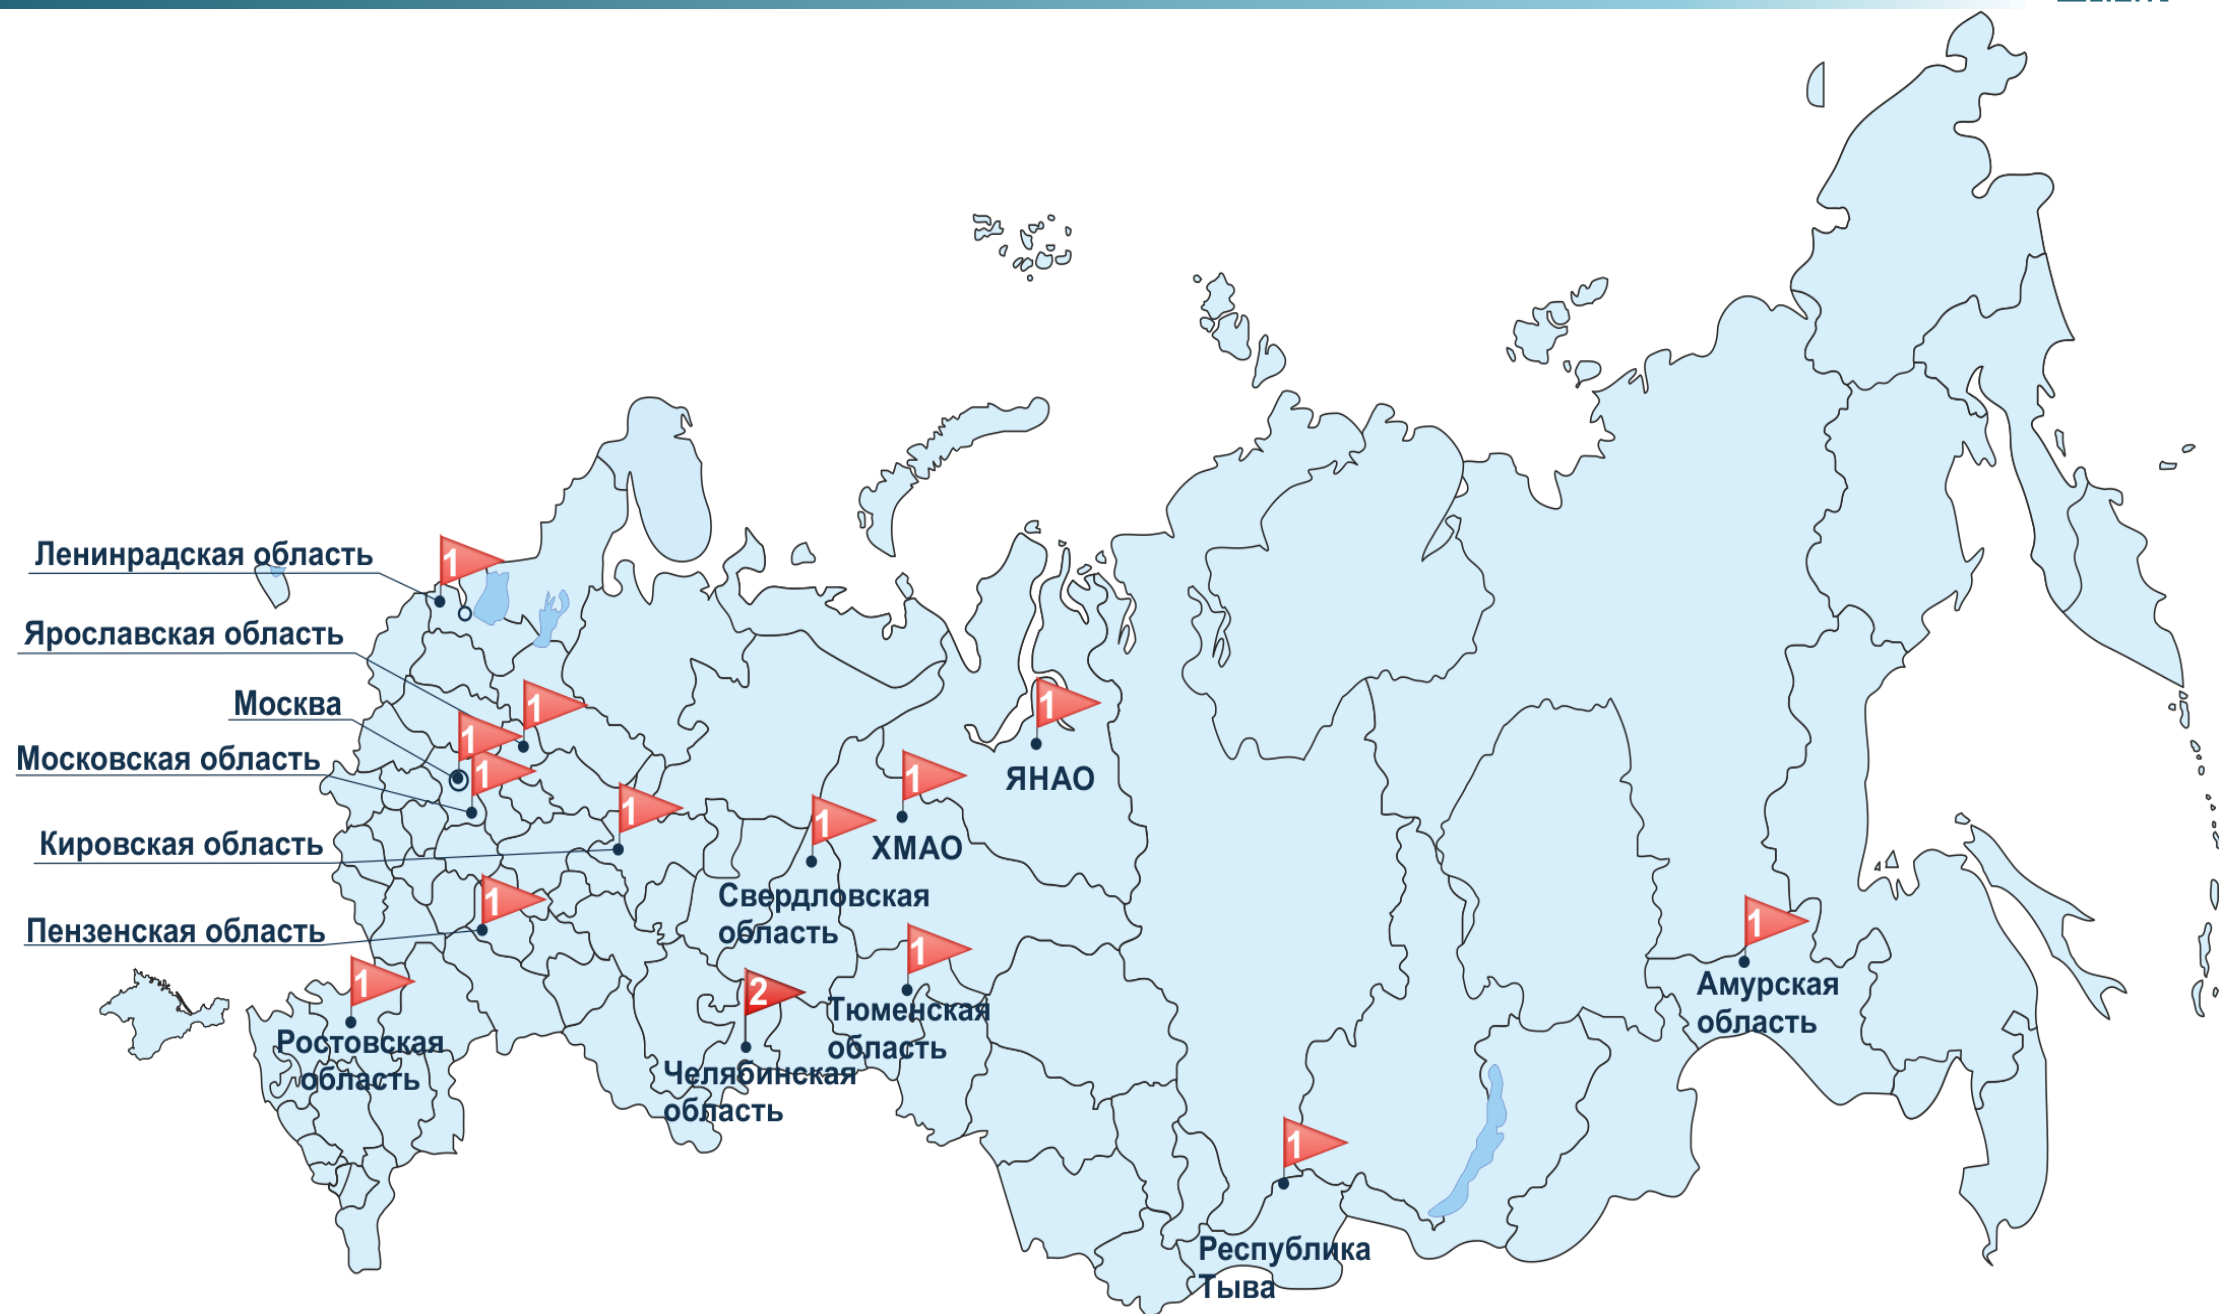 Ленинрадская область
1
Ярославская область
1
Москва
1
Московская область
1
Кировская область
1
Пензенская область
1
Ростовская
область
1
ЯНАО
1
ХМАО
1
Свердловская
область
1
Тюменская
область
1
Челябинская
область
2
Амурская
область
1
Республика
Тыва
1